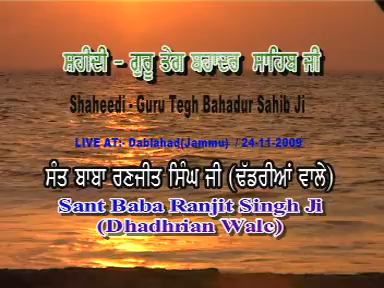 ਸ਼ਹੀਦੀ - ਗੁਰੂ ਤੇਗ ਬਹਾਦਰ ਸਾਹਿਬ ਜੀ
Shaheedi - Guru Tegh Bahadur Sahib Ji
LIVE AT:- Dablahad(Jammu) / 24-11-2009
ਸੰਤ ਬਾਬਾ ਰਣਜੀਤ ਸਿੰਘ ਜੀ (ਢੱਡਰੀਆਂ ਵਾਲੇ)
Sant Baba Ranjit Singh Ji
(Dhadhrian Wale)